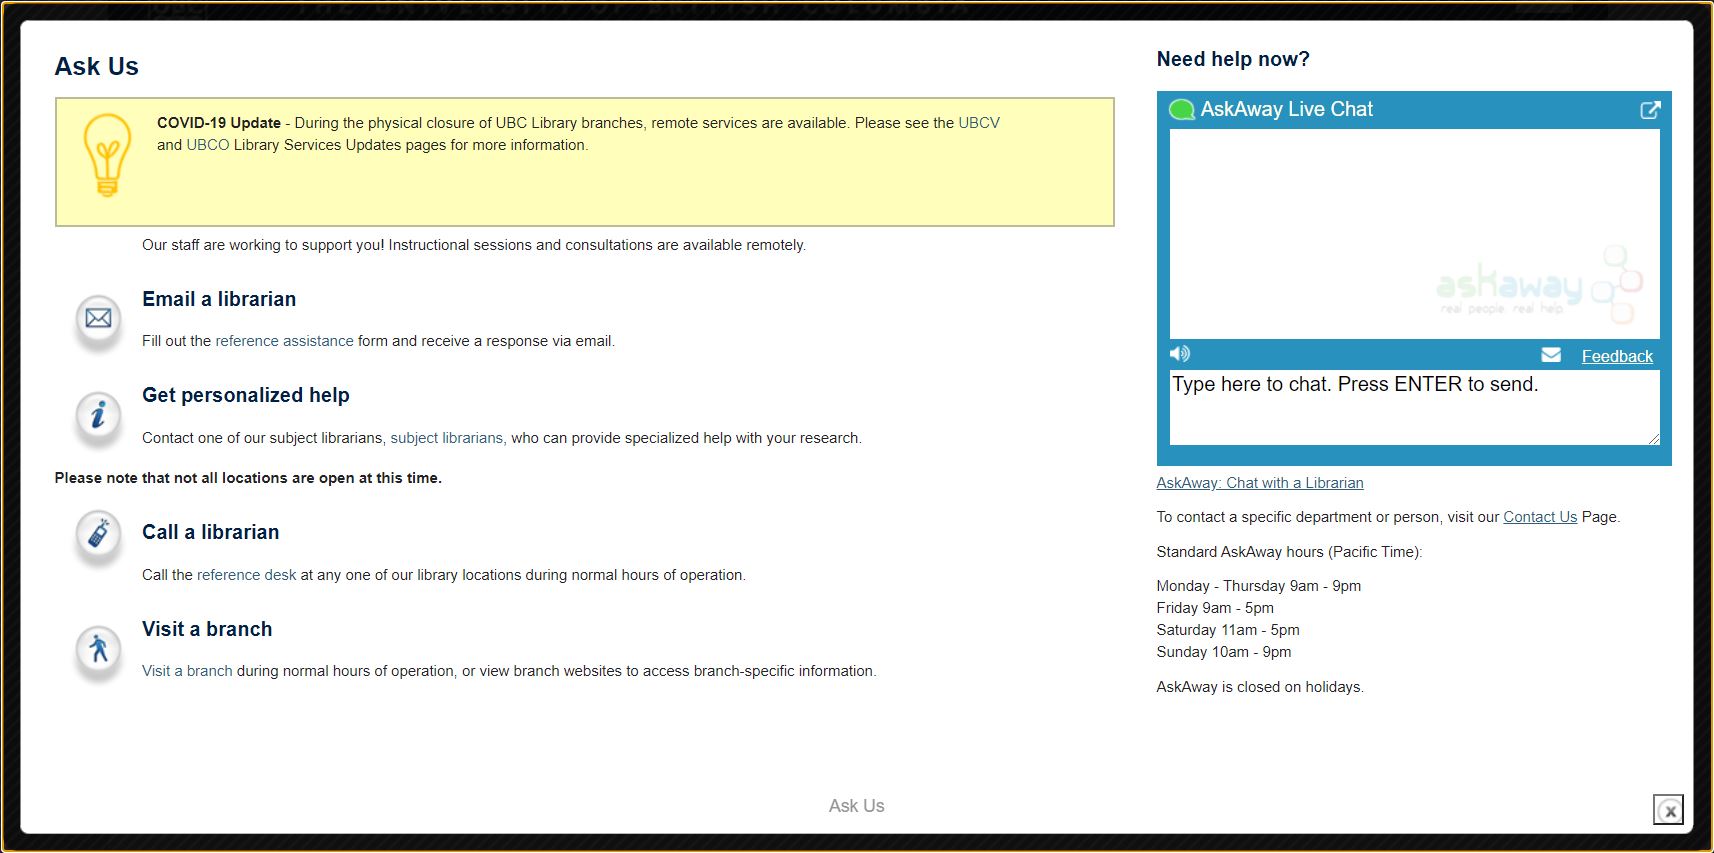 THE UNIVERSITY OF BRITISH COLUMBIA
Ask Us
COVID-19 Update - During the physical closure of UBC Library branches, remote services are available. Please see the UBCV
and UBCO Library Services Updates pages for more information.
Our staff are working to support you! Instructional sessions and consultations are available remotely.
Email a librarian
Fill out the reference assistance form and receive a response via email.
Get personalized help
Contact one of our subject librarians, subject librarians, who can provide specialized help with your research.
Please note that not all locations are open at this time.
Call a librarian
Call the reference desk at any one of our library locations during normal hours of operation.
Visit a branch
Visit a branch during normal hours of operation, or view branch websites to access branch-specific information.
Need help now?
AskAway Live Chat
askaway
real people. real help.
Feedback
Type here to chat. Press ENTER to send.
AskAway: Chat with a Librarian
To contact a specific department or person, visit our Contact Us Page.
Standard AskAway hours (Pacific Time):
Monday - Thursday 9am - 9pm
Friday 9am - 5pm
Saturday 11am - 5pm
Sunday 10am - 9pm
AskAway is closed on holidays.
Ask Us
x